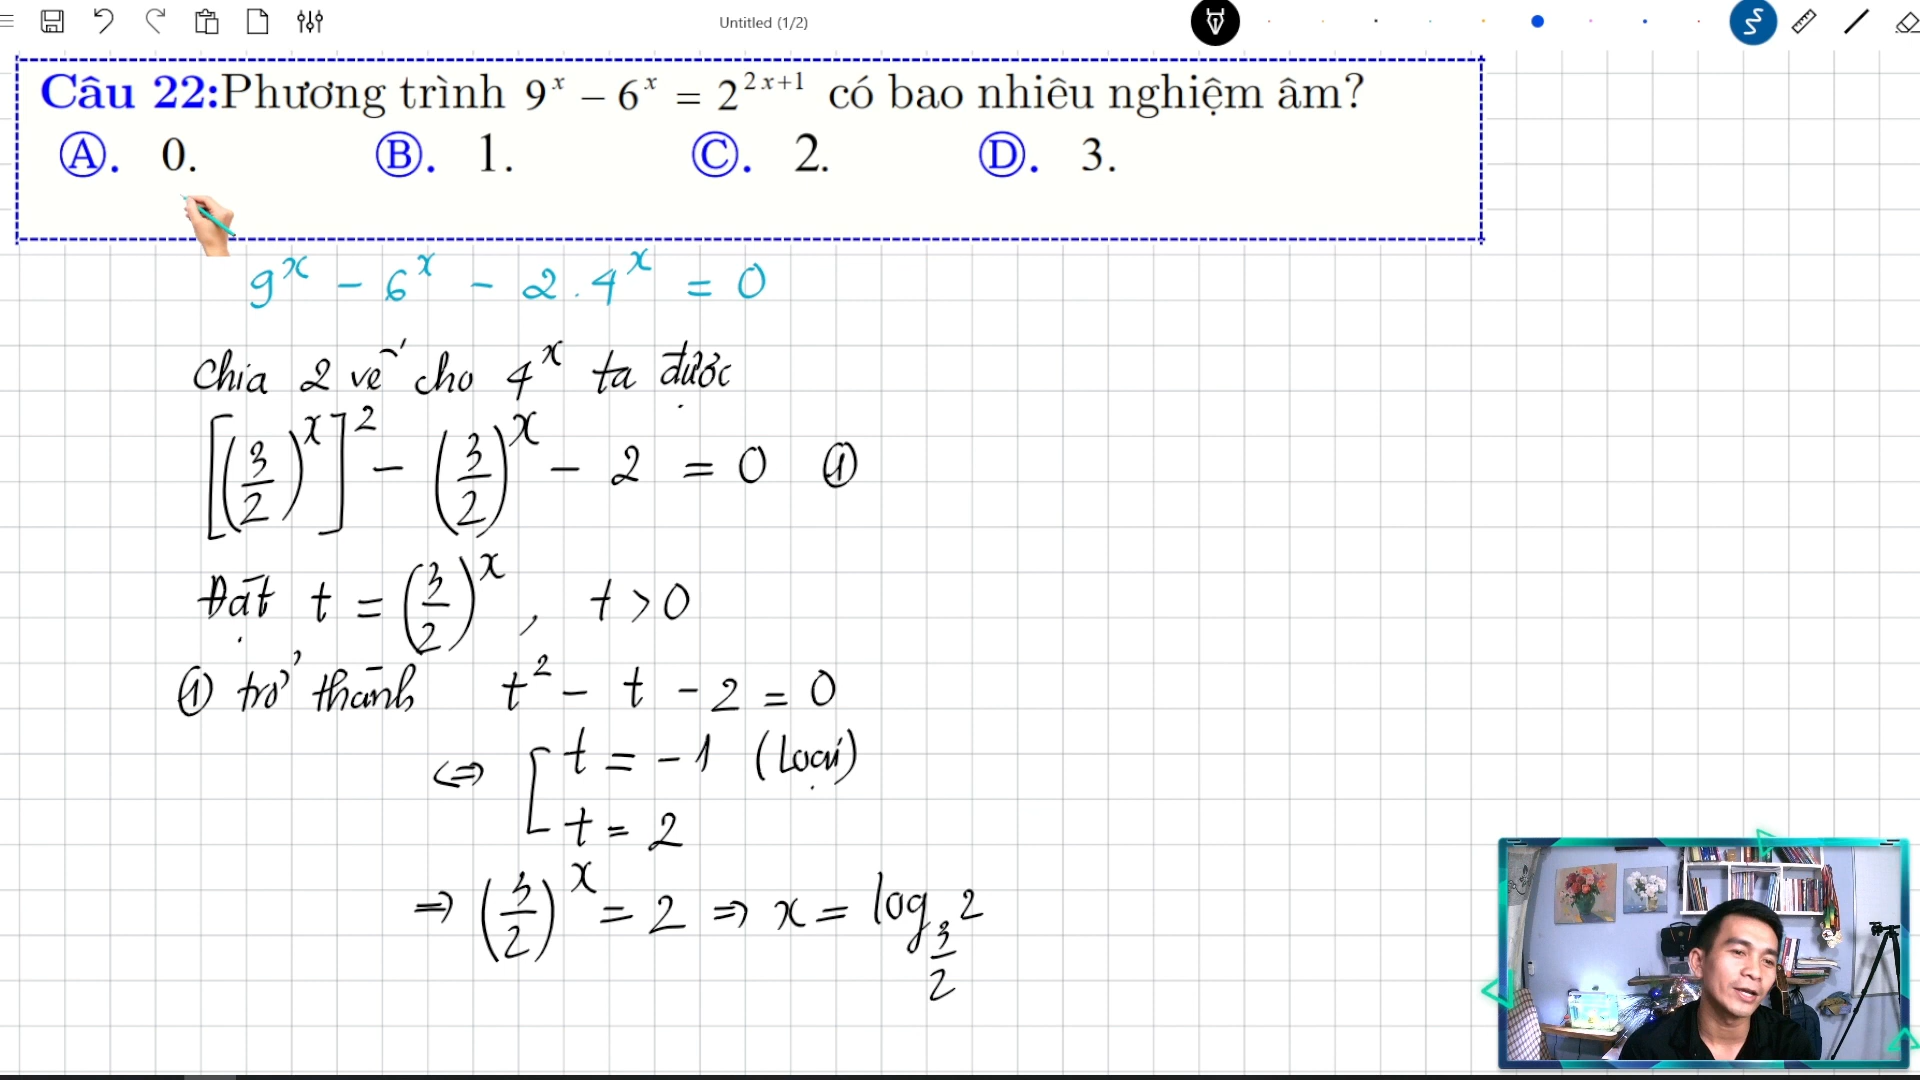 Untitled (1/2)
Câu 22:Phương trình 9^x − 6^x = 2^{2x+1} có bao nhiêu nghiệm âm?
Ⓐ. 0. Ⓑ. 1. Ⓒ. 2. Ⓓ. 3.
9^x − 6^x − 2.4^x = 0
Chia 2 vế cho 4^x ta được
[(3/2)^x]^2 − (3/2)^x − 2 = 0 ①
Đặt t = (3/2)^x, t > 0
① trở thành t^2 − t − 2 = 0
⇔ [ t = −1 (Loại)
t = 2
⇒ (3/2)^x = 2 ⇒ x = log_{3/2} 2